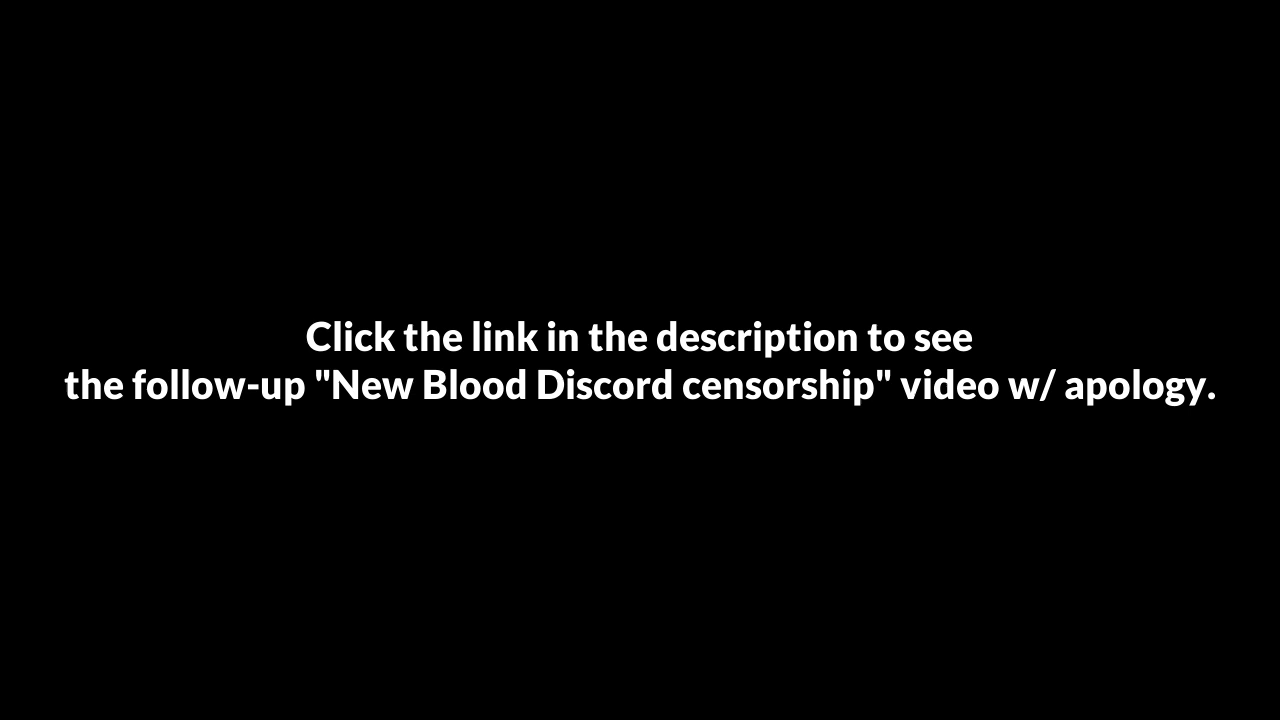 Click the link in the description to see
the follow-up "New Blood Discord censorship" video w/ apology.